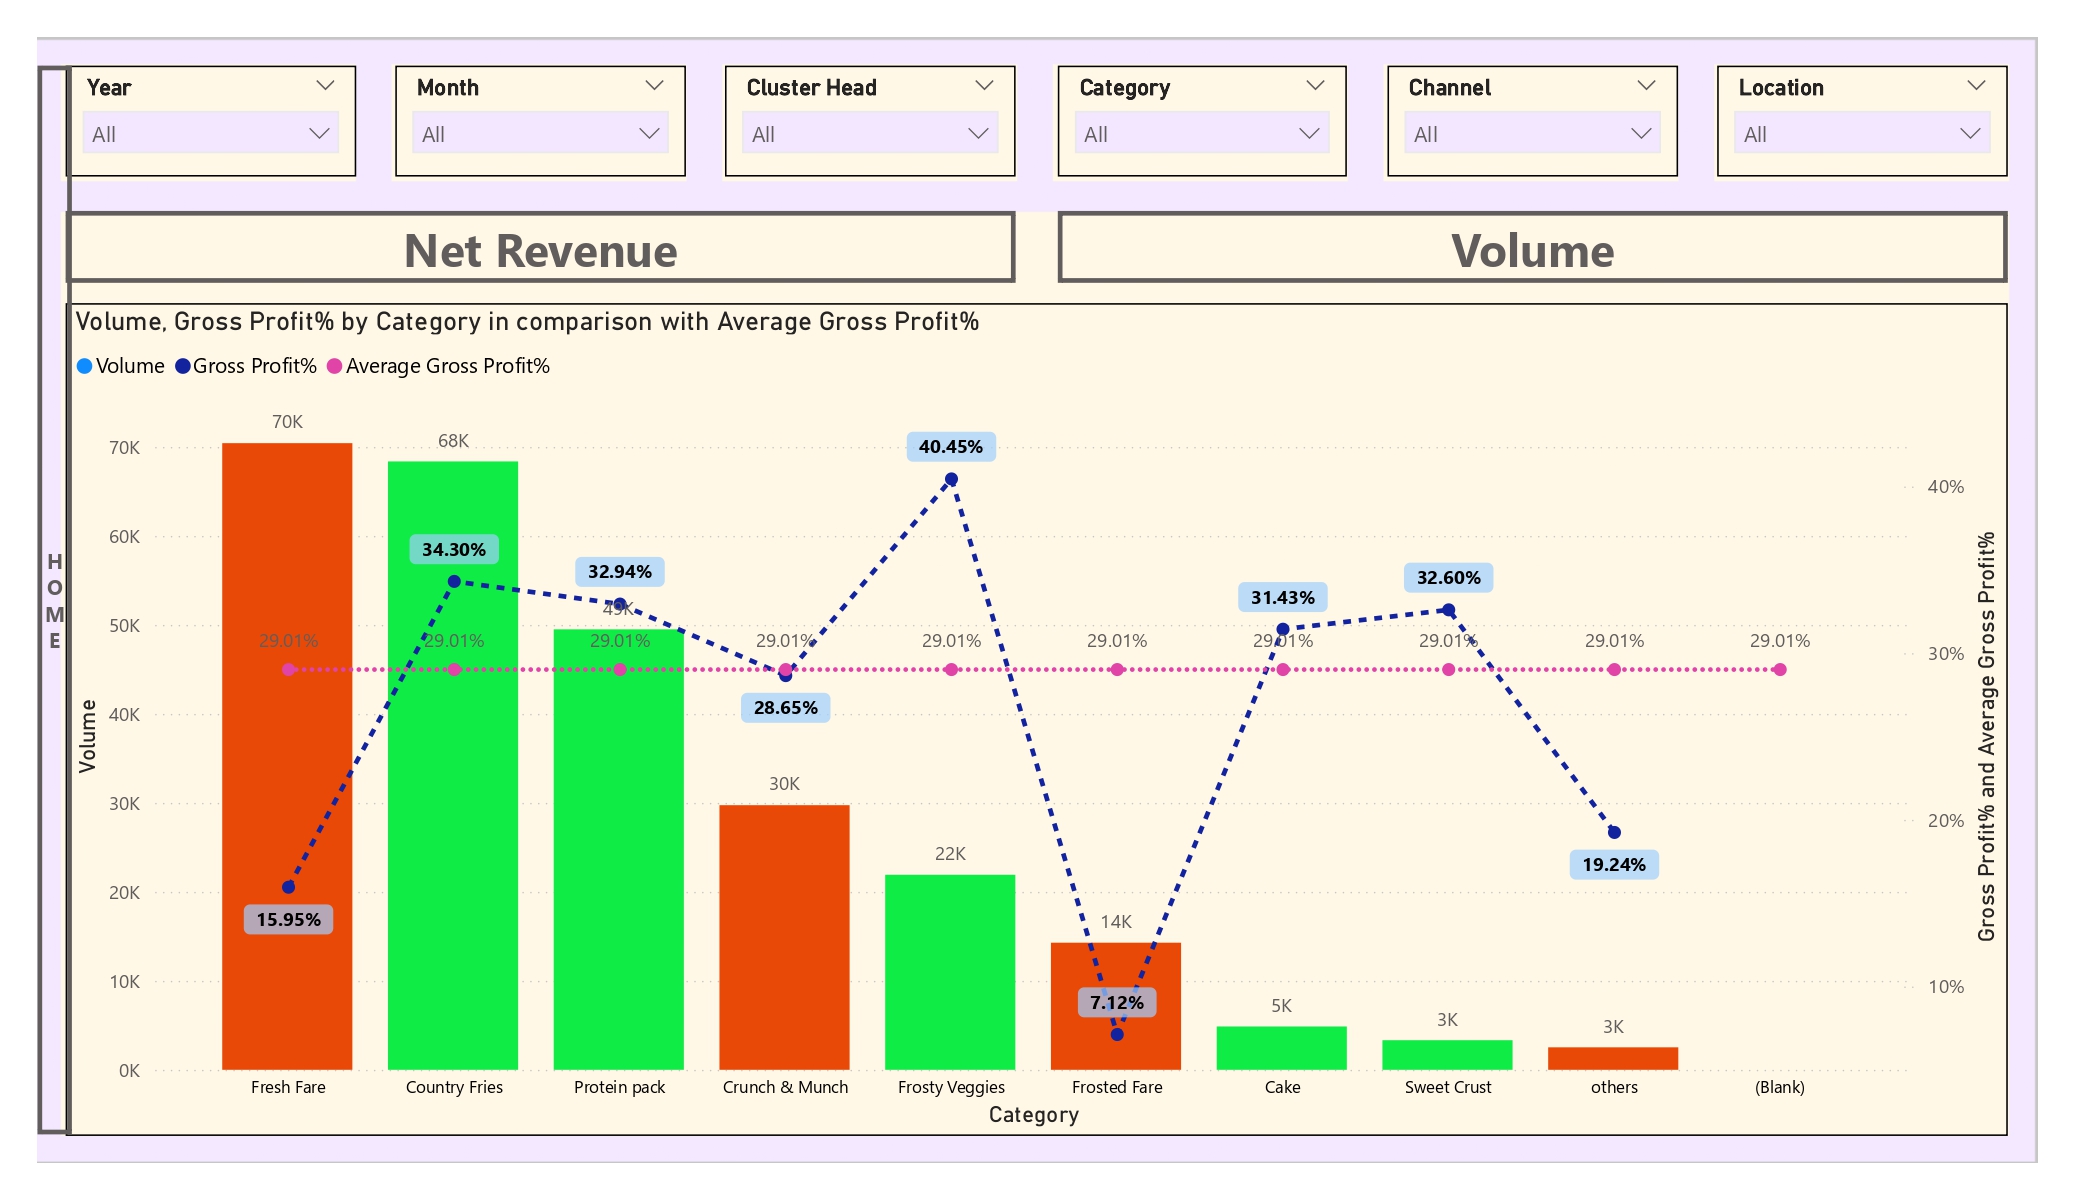 Year
All
Month
All
Cluster Head
All
Category
All
Channel
All
Location
All
HOME
Net Revenue
Volume
Volume, Gross Profit% by Category in comparison with Average Gross Profit%
Volume Gross Profit% Average Gross Profit%
70K
68K
49K
30K
22K
14K
5K
3K
3K
15.95%
34.30%
32.94%
28.65%
40.45%
7.12%
31.43%
32.60%
19.24%
29.01% 29.01% 29.01% 29.01% 29.01% 29.01% 29.01% 29.01% 29.01% 29.01%
Volume
70K
60K
50K
40K
30K
20K
10K
0K
40%
30%
20%
10%
Gross Profit% and Average Gross Profit%
Fresh Fare Country Fries Protein pack Crunch & Munch Frosty Veggies Frosted Fare Cake Sweet Crust others (Blank)
Category